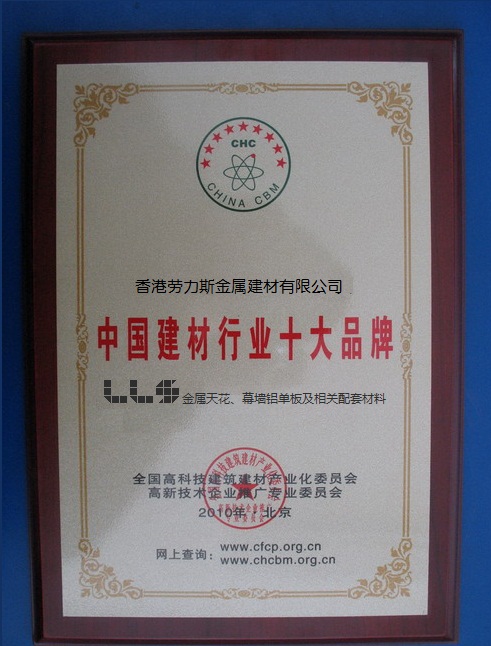 CHC
CHINA CBM
香港劳力斯金属建材有限公司
中国建材行业十大品牌
LLS 金属天花、幕墙铝单板及相关配套材料
全国高科技建筑建材产业化委员会
高新技术企业推广专业委员会
2010年·北京
网上查询：www.cfcp.org.cn
www.chcbm.org.cn